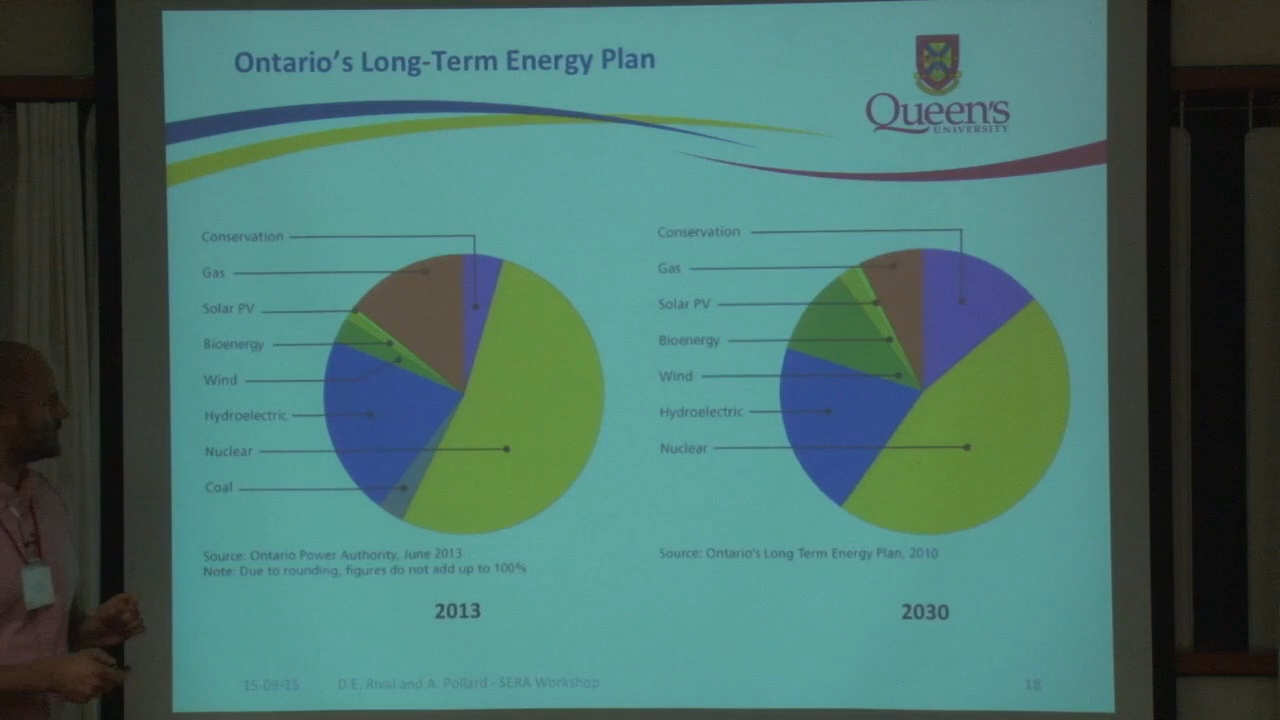 Ontario's Long-Term Energy Plan
Queen's
UNIVERSITY
Conservation
Gas
Solar PV
Bioenergy
Wind
Hydroelectric
Nuclear
Coal
Source: Ontario Power Authority, June 2013
Note: Due to rounding, figures do not add up to 100%
2013
Conservation
Gas
Solar PV
Bioenergy
Wind
Hydroelectric
Nuclear
Source: Ontario's Long Term Energy Plan, 2010
2030
15-09-25
D.E. Rival and A. Pollard - SERA Workshop
18